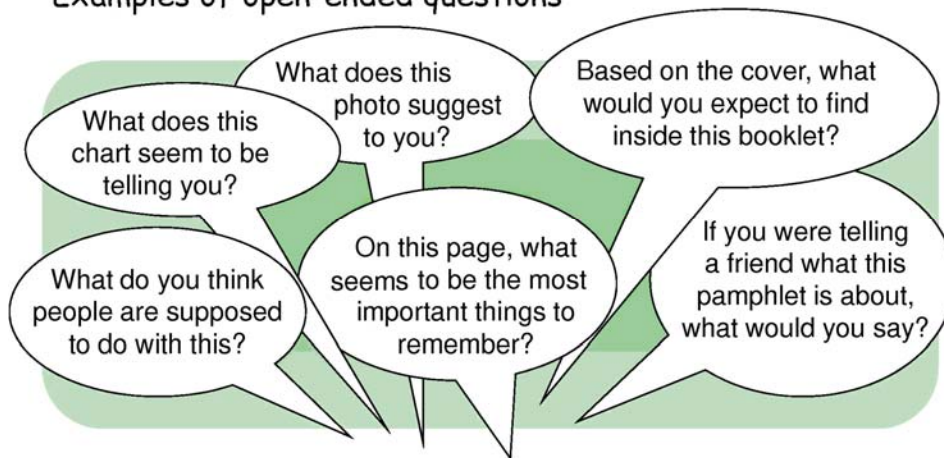 Examples of open-ended questions
What does this
photo suggest
to you?
Based on the cover, what
would you expect to find
inside this booklet?
What does this
chart seem to be
telling you?
On this page, what
seems to be the most
important things to
remember?
If you were telling
a friend what this
pamphlet is about,
what would you say?
What do you think
people are supposed
to do with this?